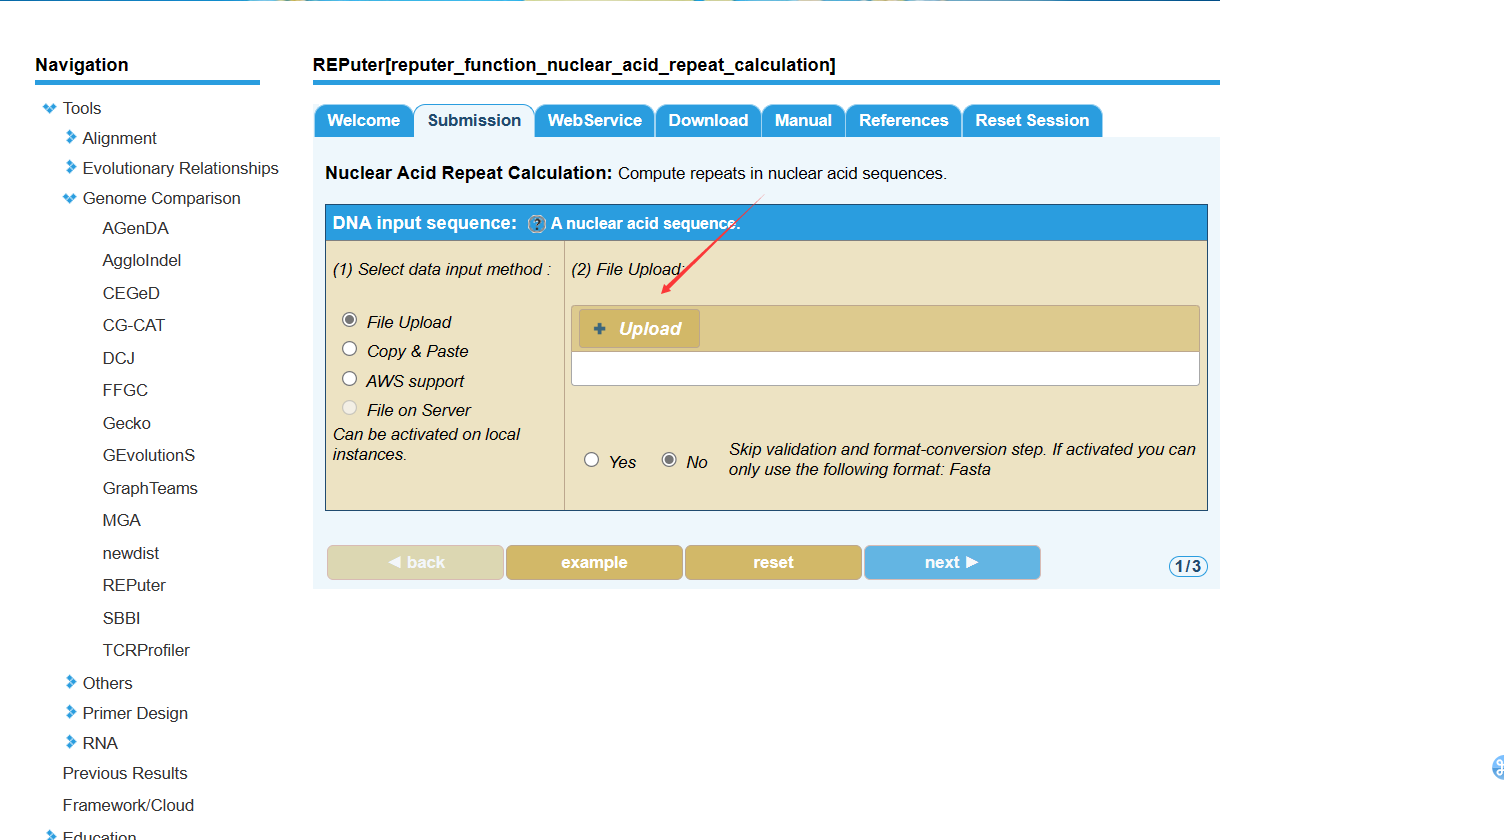 Navigation
Tools
Alignment
Evolutionary Relationships
Genome Comparison
AGenDA
AggloIndel
CEGeD
CG-CAT
DCJ
FFGC
Gecko
GEvolutionS
GraphTeams
MGA
newdist
REPuter
SBBI
TCRProfiler
Others
Primer Design
RNA
Previous Results
Framework/Cloud
Education
REPuter[reputer_function_nuclear_acid_repeat_calculation]
Welcome Submission WebService Download Manual References Reset Session
Nuclear Acid Repeat Calculation: Compute repeats in nuclear acid sequences.
DNA input sequence: ? A nuclear acid sequence.
(1) Select data input method :
File Upload
Copy & Paste
AWS support
File on Server
Can be activated on local
instances.
(2) File Upload:
Upload
Yes No
Skip validation and format-conversion step. If activated you can
only use the following format: Fasta
back example reset next
1/3